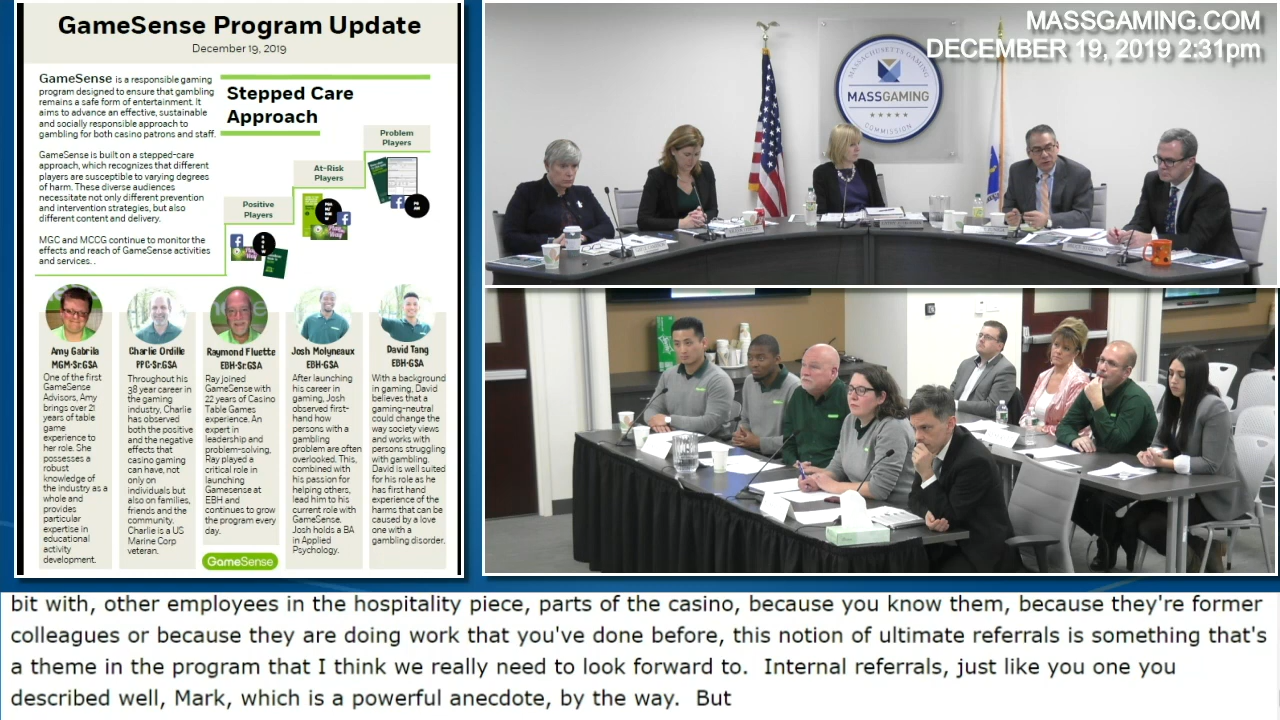 GameSense Program Update
December 19, 2019
GameSense is a responsible gaming
program designed to ensure that gambling
remains a safe form of entertainment. It
aims to advance an effective, sustainable
and socially responsible approach to
gambling for both casino patrons and staff.
GameSense is built on a stepped-care
approach, which recognizes that different
players are susceptible to varying degrees
of harm. These diverse audiences
necessitate not only different prevention
and intervention strategies, but also
different content and delivery.
MGC and MCCG continue to monitor the
effects and reach of GameSense activities
and services. .
Stepped Care
Approach
Positive
Players
At-Risk
Players
Problem
Players
Amy Gabrila
MGM-Sr.GSA
One of the first
GameSense
Advisors, Amy
brings over 21
years of table
game
experience to
her role. She
possesses a
robust
knowledge of
the industry as a
whole and
provides
particular
expertise in
educational
activity
development.
Charlie Ordille
PPC-Sr.GSA
Throughout his
38 year career in
the gaming
industry, Charlie
has observed
both the positive
and the negative
effects that
casino gaming
can have, not
only on
individuals but
also on families,
friends and the
community.
Charlie is a US
Marine Corp
veteran.
Raymond Fluette
EBH-Sr.GSA
Ray joined
GameSense with
22 years of Casino
Table Games
experience. An
expert in
leadership and
problem-solving,
Ray played a
critical role in
launching
Gamesense at
EBH and
continues to grow
the program every
day.
GameSense
Josh Molyneaux
EBH-GSA
After launching
his career in
gaming, Josh
observed first-
hand how
persons with a
gambling
problem are often
overlooked. This,
combined with
his passion for
helping others,
lead him to his
current role with
GameSense.
Josh holds a BA
in Applied
Psychology.
David Tang
EBH-GSA
With a background
in gaming, David
believes that a
gaming-neutral
could change the
way society views
and works with
persons struggling
with gambling.
David is well suited
for his role as he
has first hand
experience of the
harms that can be
caused by a love
one with a
gambling disorder.
MASSGAMING.COM
DECEMBER 19, 2019 2:31pm
MASSACHUSETTS GAMING
MASSGAMING
COMMISSION
bit with, other employees in the hospitality piece, parts of the casino, because you know them, because they're former
colleagues or because they are doing work that you've done before, this notion of ultimate referrals is something that's
a theme in the program that I think we really need to look forward to.  Internal referrals, just like you one you
described well, Mark, which is a powerful anecdote, by the way.  But